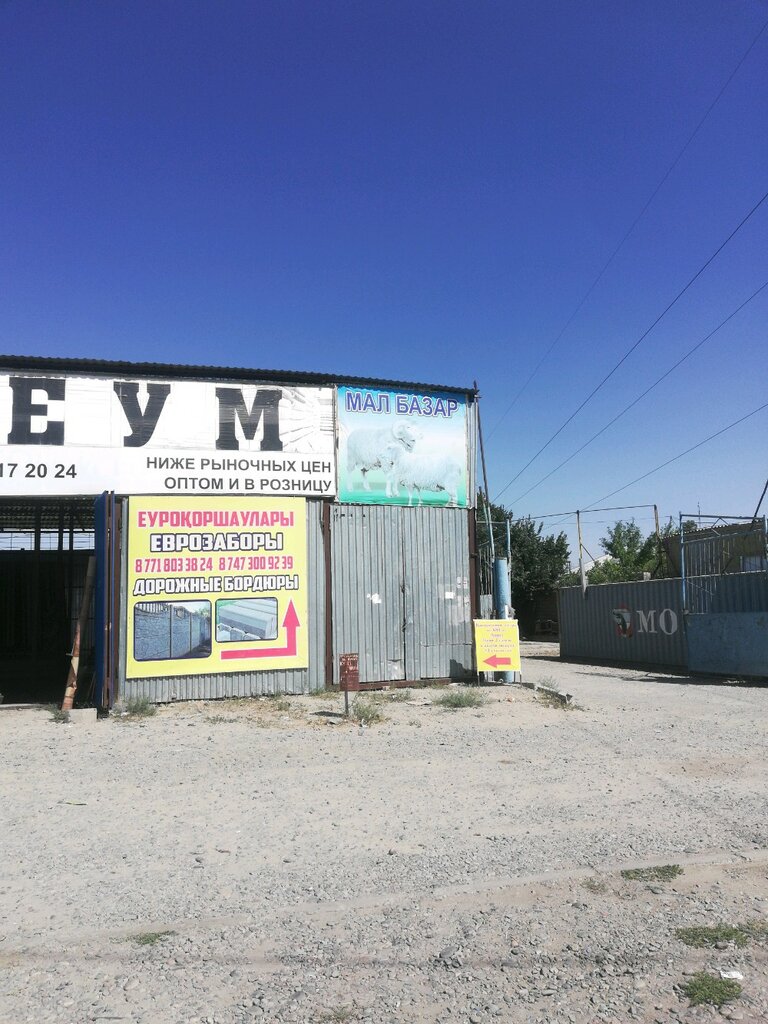 ЕУМ
17 20 24
НИЖЕ РЫНОЧНЫХ ЦЕН
ОПТОМ И В РОЗНИЦУ
МАЛ БАЗАР
ЕУРОҚОРШАУЛАРЫ
ЕВРОЗАБОРЫ
8 771 803 38 24 8 747 300 92 39
ДОРОЖНЫЕ БОРДЮРЫ
МО